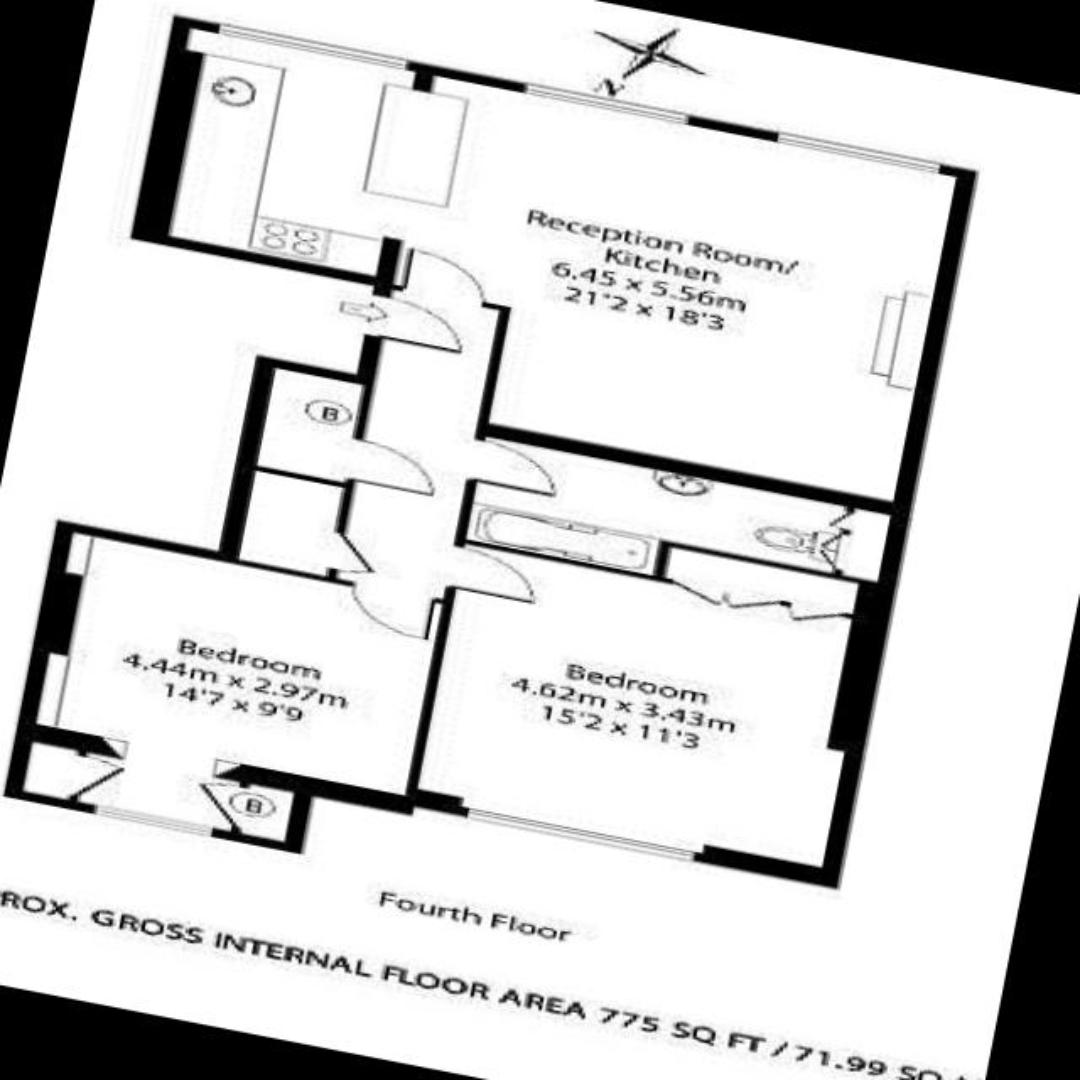 N
Reception Room/
Kitchen
6.45 x 5.56m
21'2 x 18'3
B
Bedroom
4.44m x 2.97m
14'7 x 9'9
Bedroom
4.62m x 3.43m
15'2 x 11'3
B
Fourth Floor
ROX. GROSS INTERNAL FLOOR AREA 775 SQ FT / 71.99 SQ